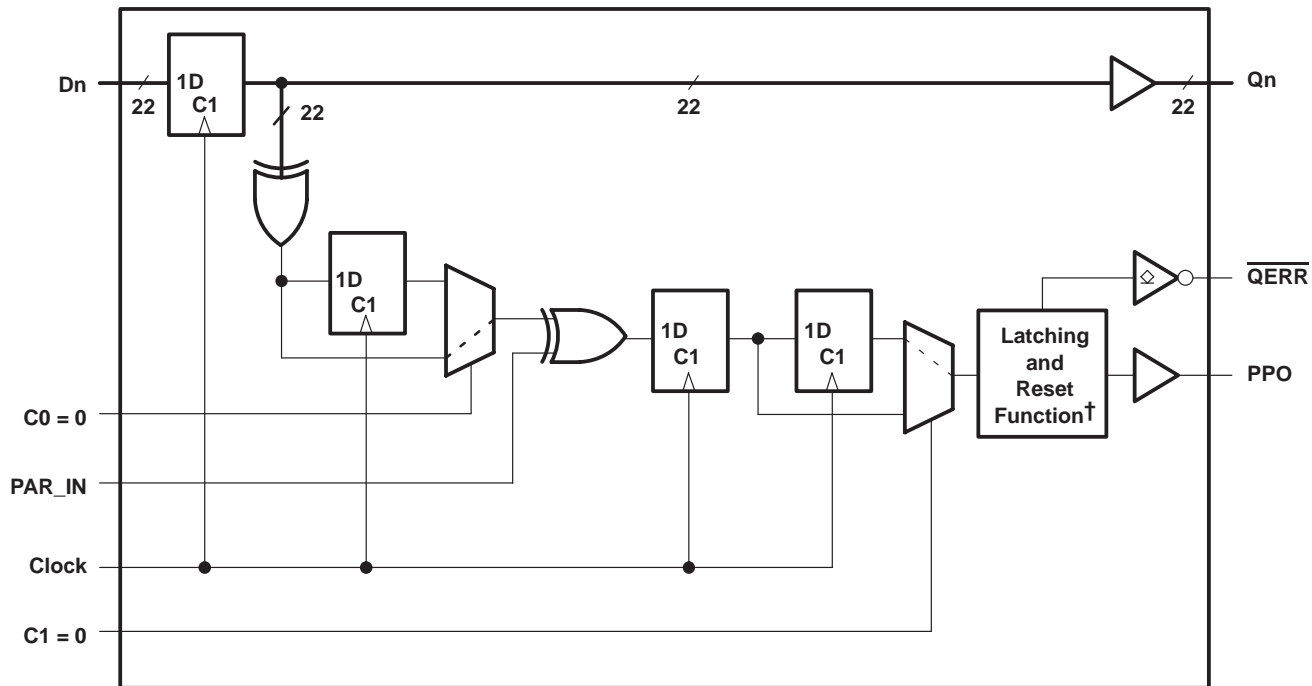 Dn
22
1D
C1
22
22
22
Qn
1D
C1
1D
C1
1D
C1
Latching
and
Reset
Function†
QERR
PPO
C0 = 0
PAR_IN
Clock
C1 = 0